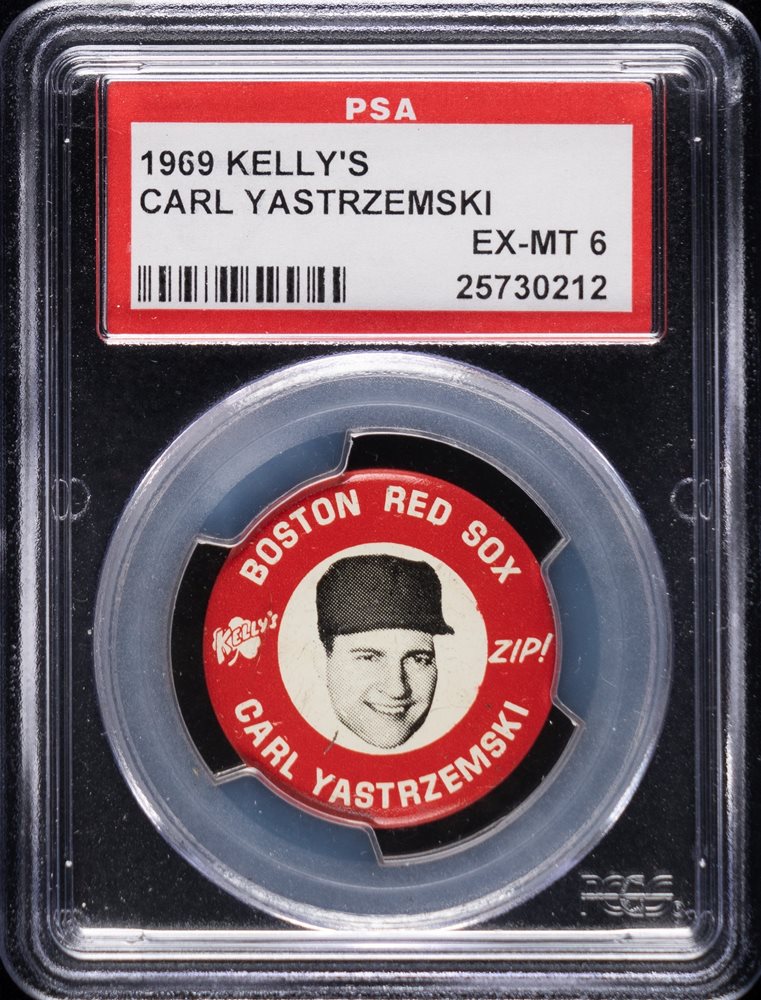 PSA
1969 KELLY'S
CARL YASTRZEMSKI
EX-MT 6
25730212
BOSTON RED SOX
KELLY'S
ZIP!
CARL YASTRZEMSKI
PCGS